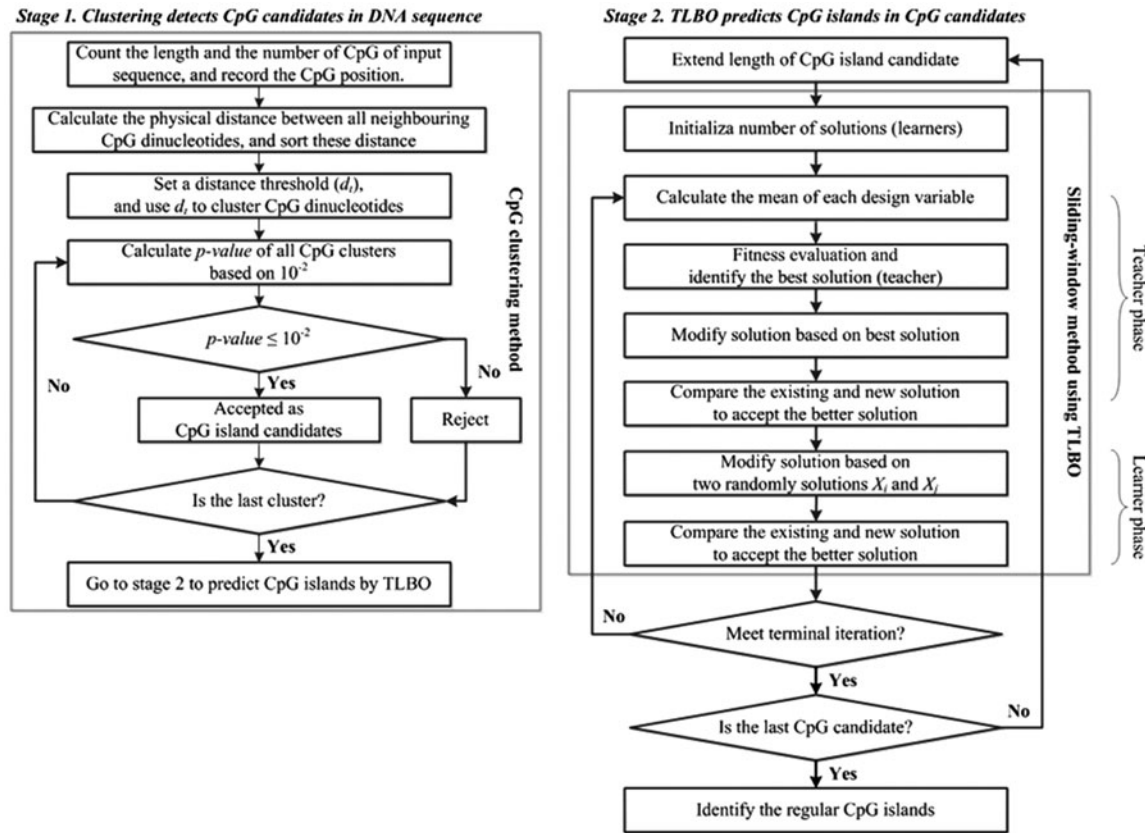 Stage 1. Clustering detects CpG candidates in DNA sequence
Count the length and the number of CpG of input
sequence, and record the CpG position.
Calculate the physical distance between all neighbouring
CpG dinucleotides, and sort these distance
Set a distance threshold (dₜ),
and use dₜ to cluster CpG dinucleotides
Calculate p-value of all CpG clusters
based on 10⁻²
p-value ≤ 10⁻²
No
Yes
No
Accepted as
CpG island candidates
Reject
Is the last cluster?
Yes
Go to stage 2 to predict CpG islands by TLBO
CpG clustering method
Stage 2. TLBO predicts CpG islands in CpG candidates
Extend length of CpG island candidate
Initializa number of solutions (learners)
Calculate the mean of each design variable
Fitness evaluation and
identify the best solution (teacher)
Modify solution based on best solution
Compare the existing and new solution
to accept the better solution
Modify solution based on
two randomly solutions Xᵢ and Xⱼ
Compare the existing and new solution
to accept the better solution
Sliding-window method using TLBO
Teacher phase
Learner phase
No
Meet terminal iteration?
Yes
Is the last CpG candidate?
No
Yes
Identify the regular CpG islands